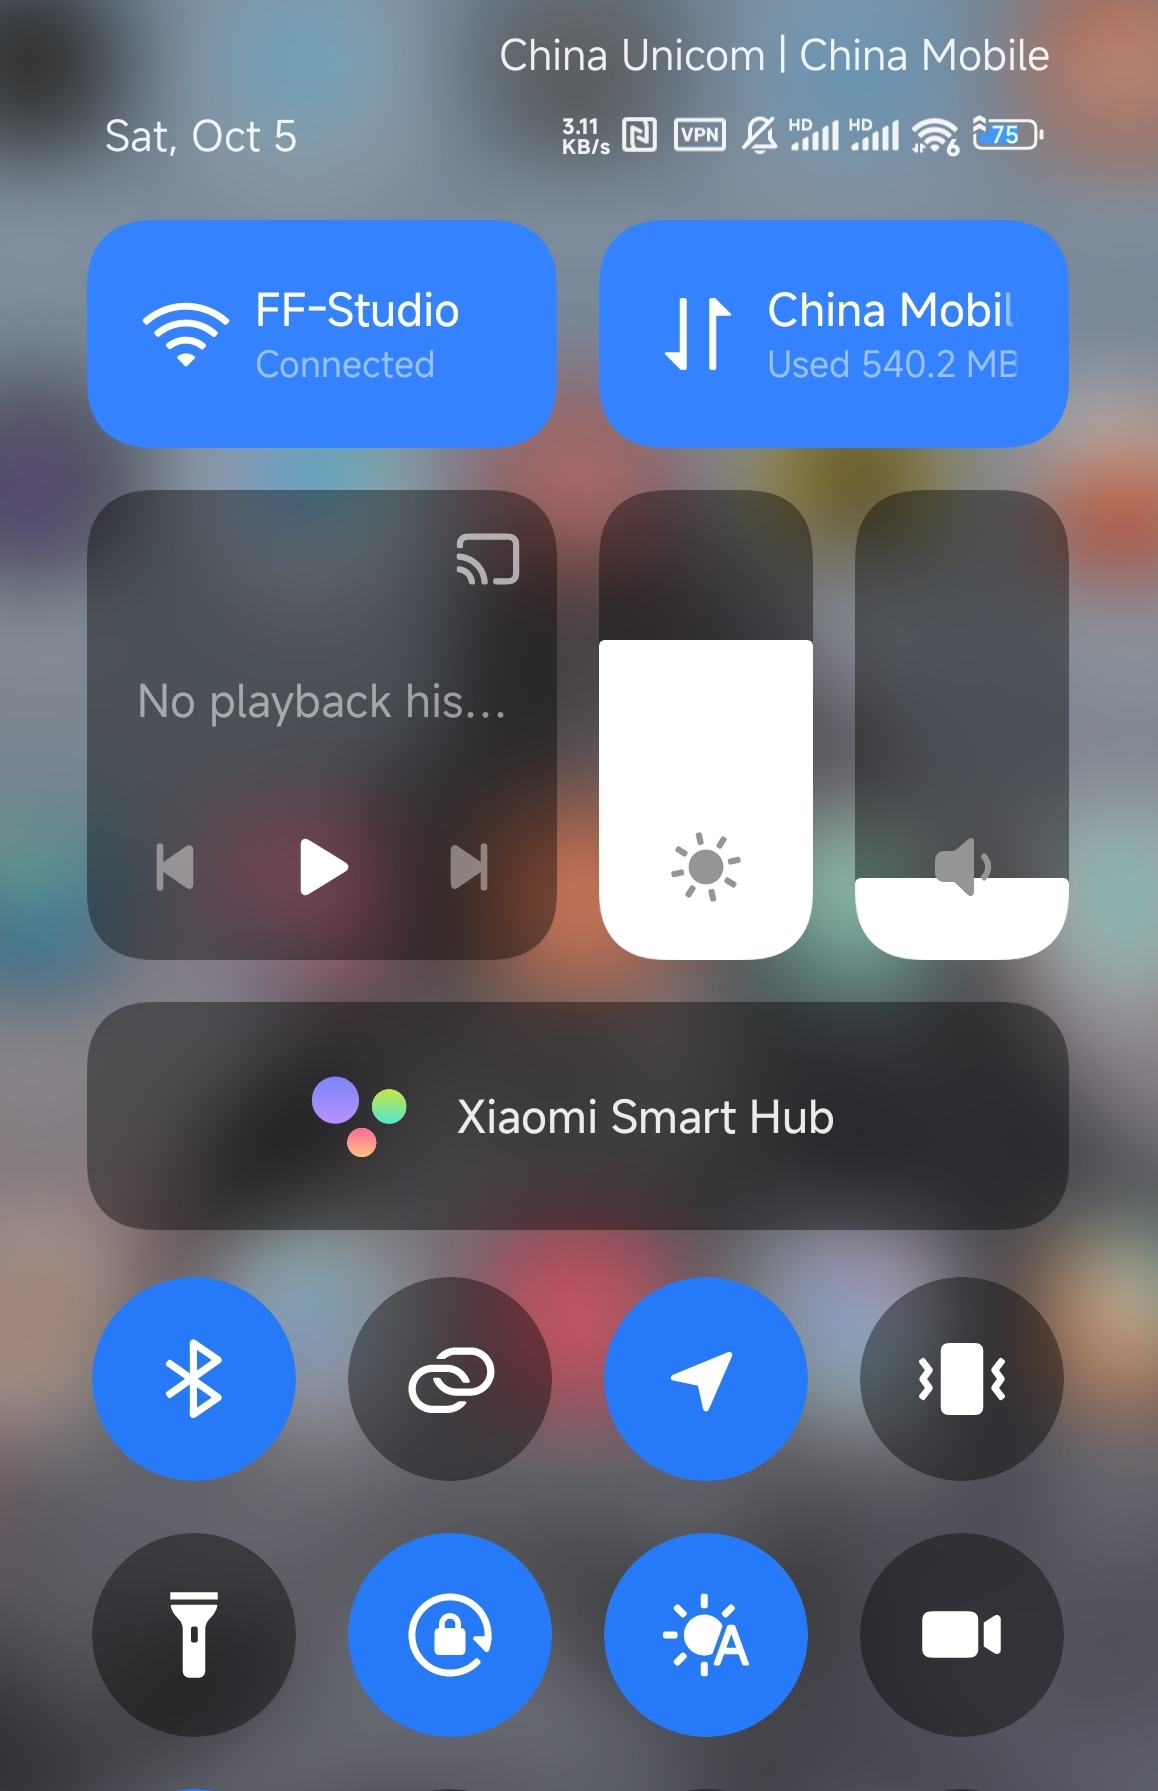 China Unicom | China Mobile
Sat, Oct 5
3.11
KB/s
VPN
HD
HD
6
75
FF-Studio
Connected
China Mobil
Used 540.2 MB
No playback his...
Xiaomi Smart Hub
A